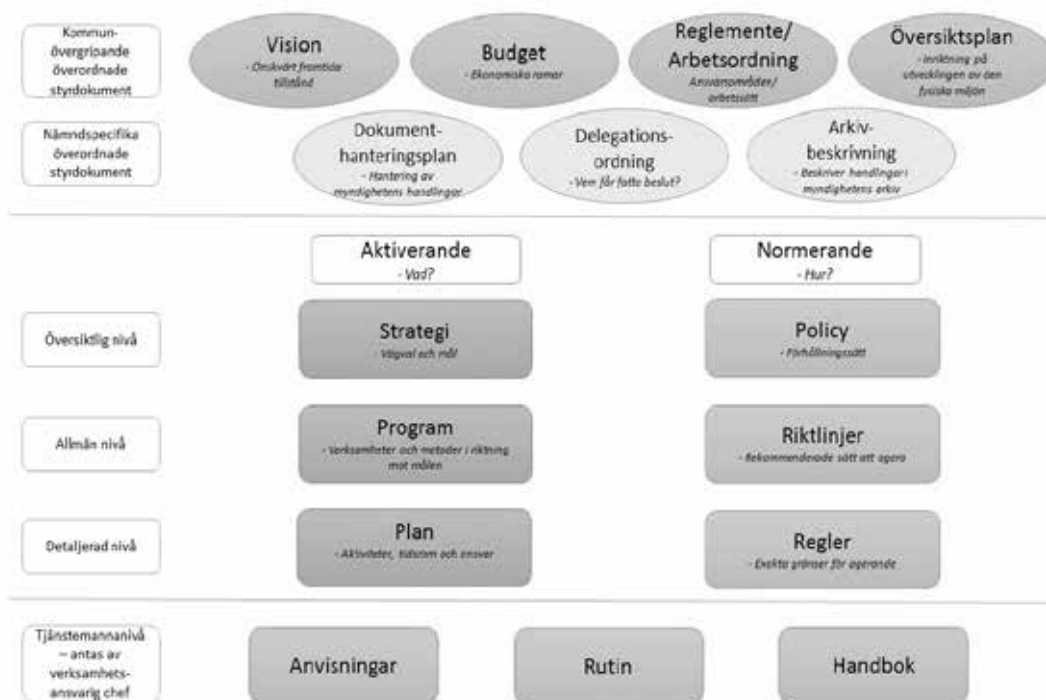 Kommun-
övergripande
överordnade
styrdokument
Vision
- Önskvärt framtida
tillstånd
Budget
- Ekonomiska ramar
Reglemente/
Arbetsordning
Ansvarsområden/
arbetssätt
Översiktsplan
- Inriktning på
utvecklingen av den
fysiska miljön
Nämndspecifika
överordnade
styrdokument
Dokument-
hanteringsplan
- Hantering av
myndighetens handlingar
Delegations-
ordning
- Vem får fatta beslut?
Arkiv-
beskrivning
- Beskriver handlingar i
myndighetens arkiv
Aktiverande
- Vad?
Normerande
- Hur?
Översiktlig nivå
Strategi
- Vägval och mål
Policy
- Förhållningssätt
Allmän nivå
Program
- Verksamheter och metoder i riktning
mot målen
Riktlinjer
- Rekommenderade sätt att agera
Detaljerad nivå
Plan
- Aktiviteter, tidsram och ansvar
Regler
- Exakta gränser för agerande
Tjänstemannanivå
– antas av
verksamhets-
ansvarig chef
Anvisningar
Rutin
Handbok